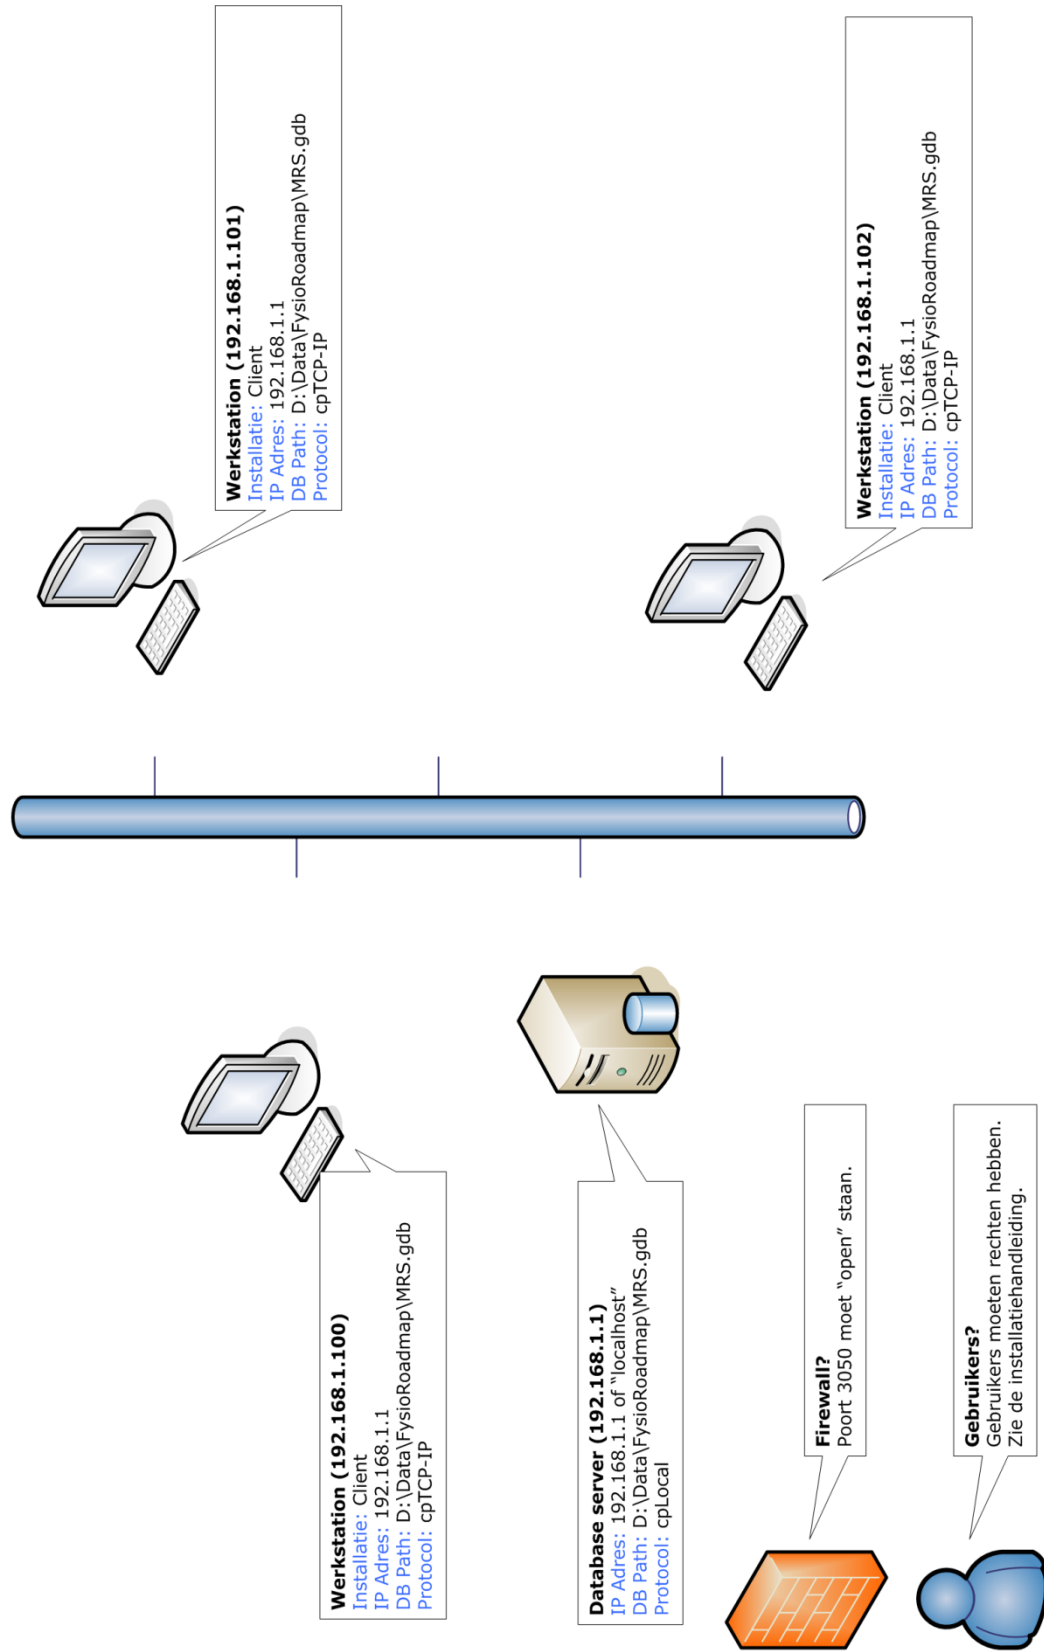 Werkstation (192.168.1.100)
Installatie: Client
IP Adres: 192.168.1.1
DB Path: D:\Data\FysioRoadmap\MRS.gdb
Protocol: cpTCP-IP
Werkstation (192.168.1.101)
Installatie: Client
IP Adres: 192.168.1.1
DB Path: D:\Data\FysioRoadmap\MRS.gdb
Protocol: cpTCP-IP
Database server (192.168.1.1)
IP Adres: 192.168.1.1 of “localhost”
DB Path: D:\Data\FysioRoadmap\MRS.gdb
Protocol: cpLocal
Werkstation (192.168.1.102)
Installatie: Client
IP Adres: 192.168.1.1
DB Path: D:\Data\FysioRoadmap\MRS.gdb
Protocol: cpTCP-IP
Firewall?
Poort 3050 moet “open” staan.
Gebruikers?
Gebruikers moeten rechten hebben.
Zie de installatiehandleiding.